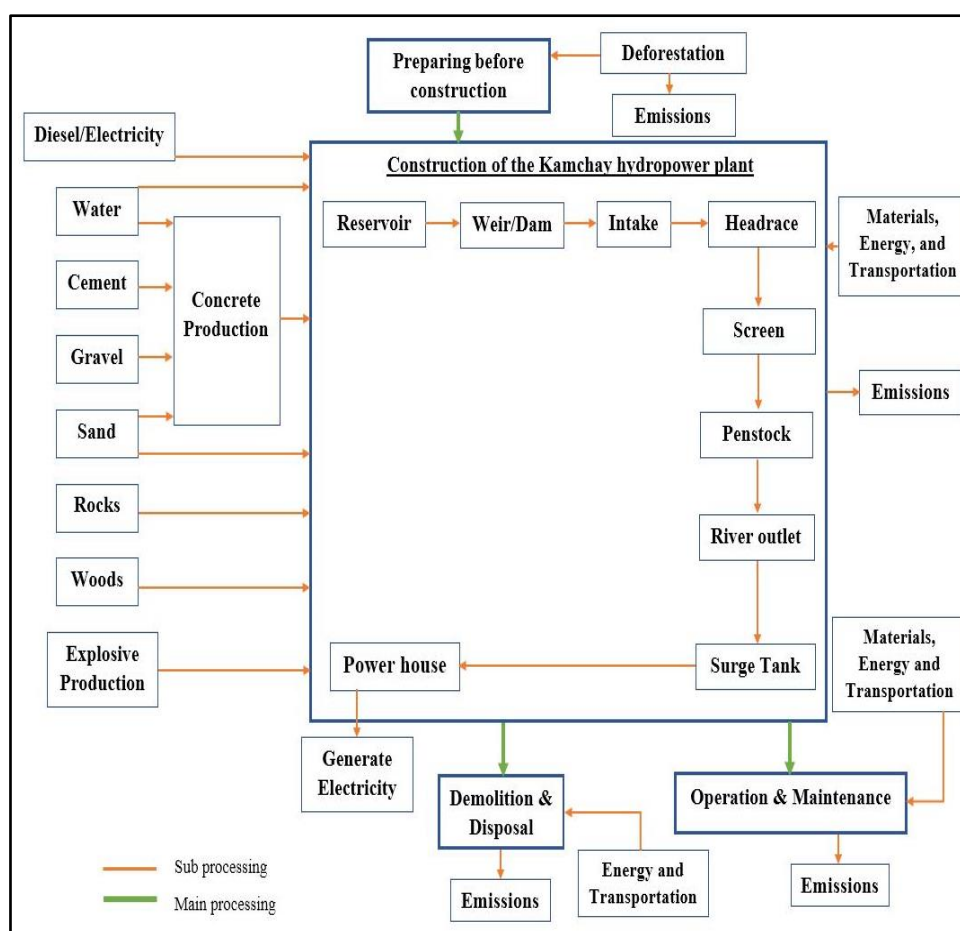 Preparing before
construction
Deforestation
Emissions
Diesel/Electricity
Construction of the Kamchay hydropower plant
Water
Cement
Gravel
Sand
Concrete
Production
Reservoir
Weir/Dam
Intake
Headrace
Materials,
Energy, and
Transportation
Screen
Emissions
Penstock
Rocks
River outlet
Woods
Explosive
Production
Power house
Surge Tank
Materials,
Energy and
Transportation
Generate
Electricity
Demolition &
Disposal
Operation & Maintenance
Sub processing
Main processing
Emissions
Energy and
Transportation
Emissions